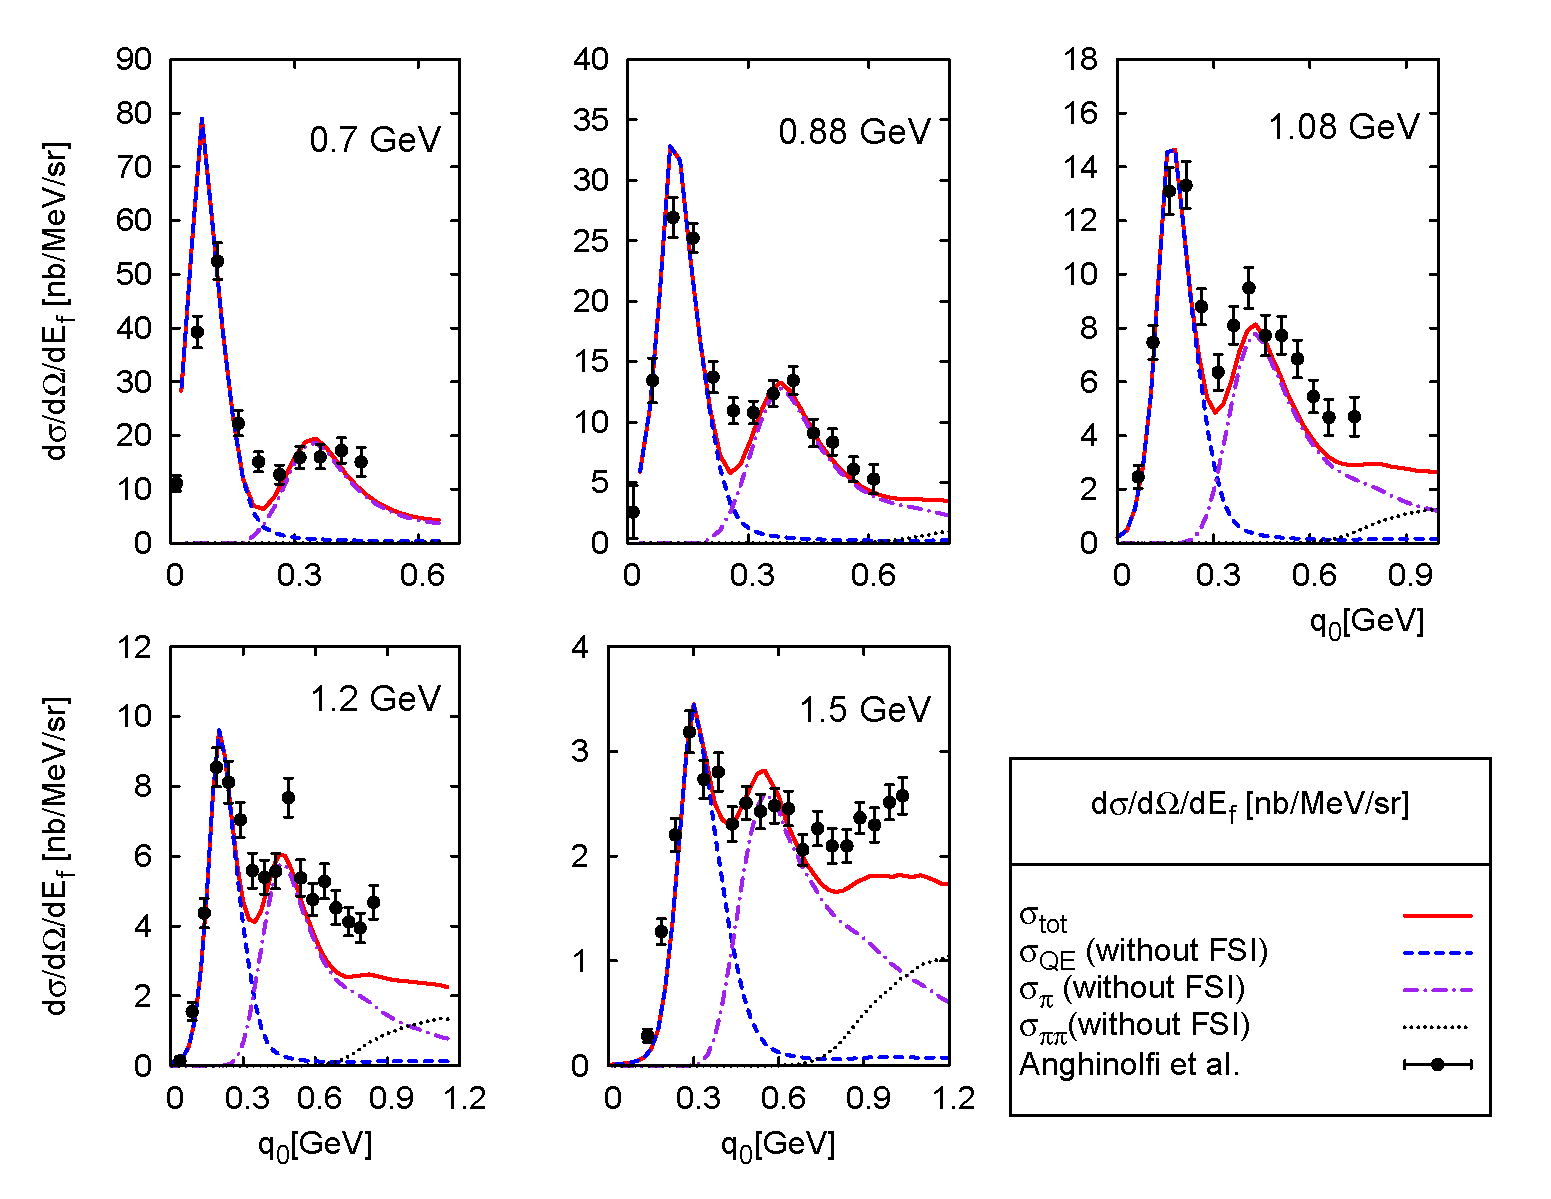 dσ/dΩ/dEf [nb/MeV/sr]
90
80
70
60
50
40
30
20
10
0
0 0.3 0.6
0.7 GeV
40
35
30
25
20
15
10
5
0
0 0.3 0.6
0.88 GeV
18
16
14
12
10
8
6
4
2
0
0 0.3 0.6 0.9
1.08 GeV
q0[GeV]
dσ/dΩ/dEf [nb/MeV/sr]
12
10
8
6
4
2
0
0 0.3 0.6 0.9 1.2
1.2 GeV
q0[GeV]
4
3
2
1
0
0 0.3 0.6 0.9 1.2
1.5 GeV
q0[GeV]
dσ/dΩ/dEf [nb/MeV/sr]
σtot
σQE (without FSI)
σπ (without FSI)
σππ(without FSI)
Anghinolfi et al.